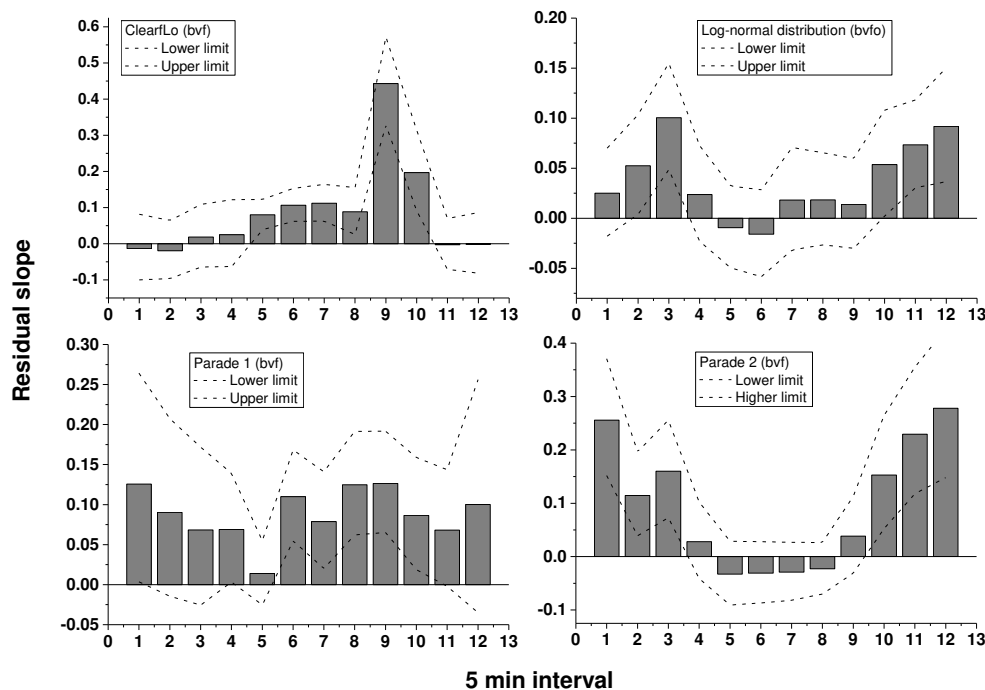 Residual slope
ClearfLo (bvf)
Lower limit
Upper limit
0.6
0.5
0.4
0.3
0.2
0.1
0.0
-0.1
0 1 2 3 4 5 6 7 8 9 10 11 12 13
Log-normal distribution (bvfo)
Lower limit
Upper limit
0.20
0.15
0.10
0.05
0.00
-0.05
0 1 2 3 4 5 6 7 8 9 10 11 12 13
Parade 1 (bvf)
Lower limit
Upper limit
0.30
0.25
0.20
0.15
0.10
0.05
0.00
-0.05
0 1 2 3 4 5 6 7 8 9 10 11 12 13
Parade 2 (bvf)
Lower limit
Higher limit
0.4
0.3
0.2
0.1
0.0
-0.1
0 1 2 3 4 5 6 7 8 9 10 11 12 13
5 min interval